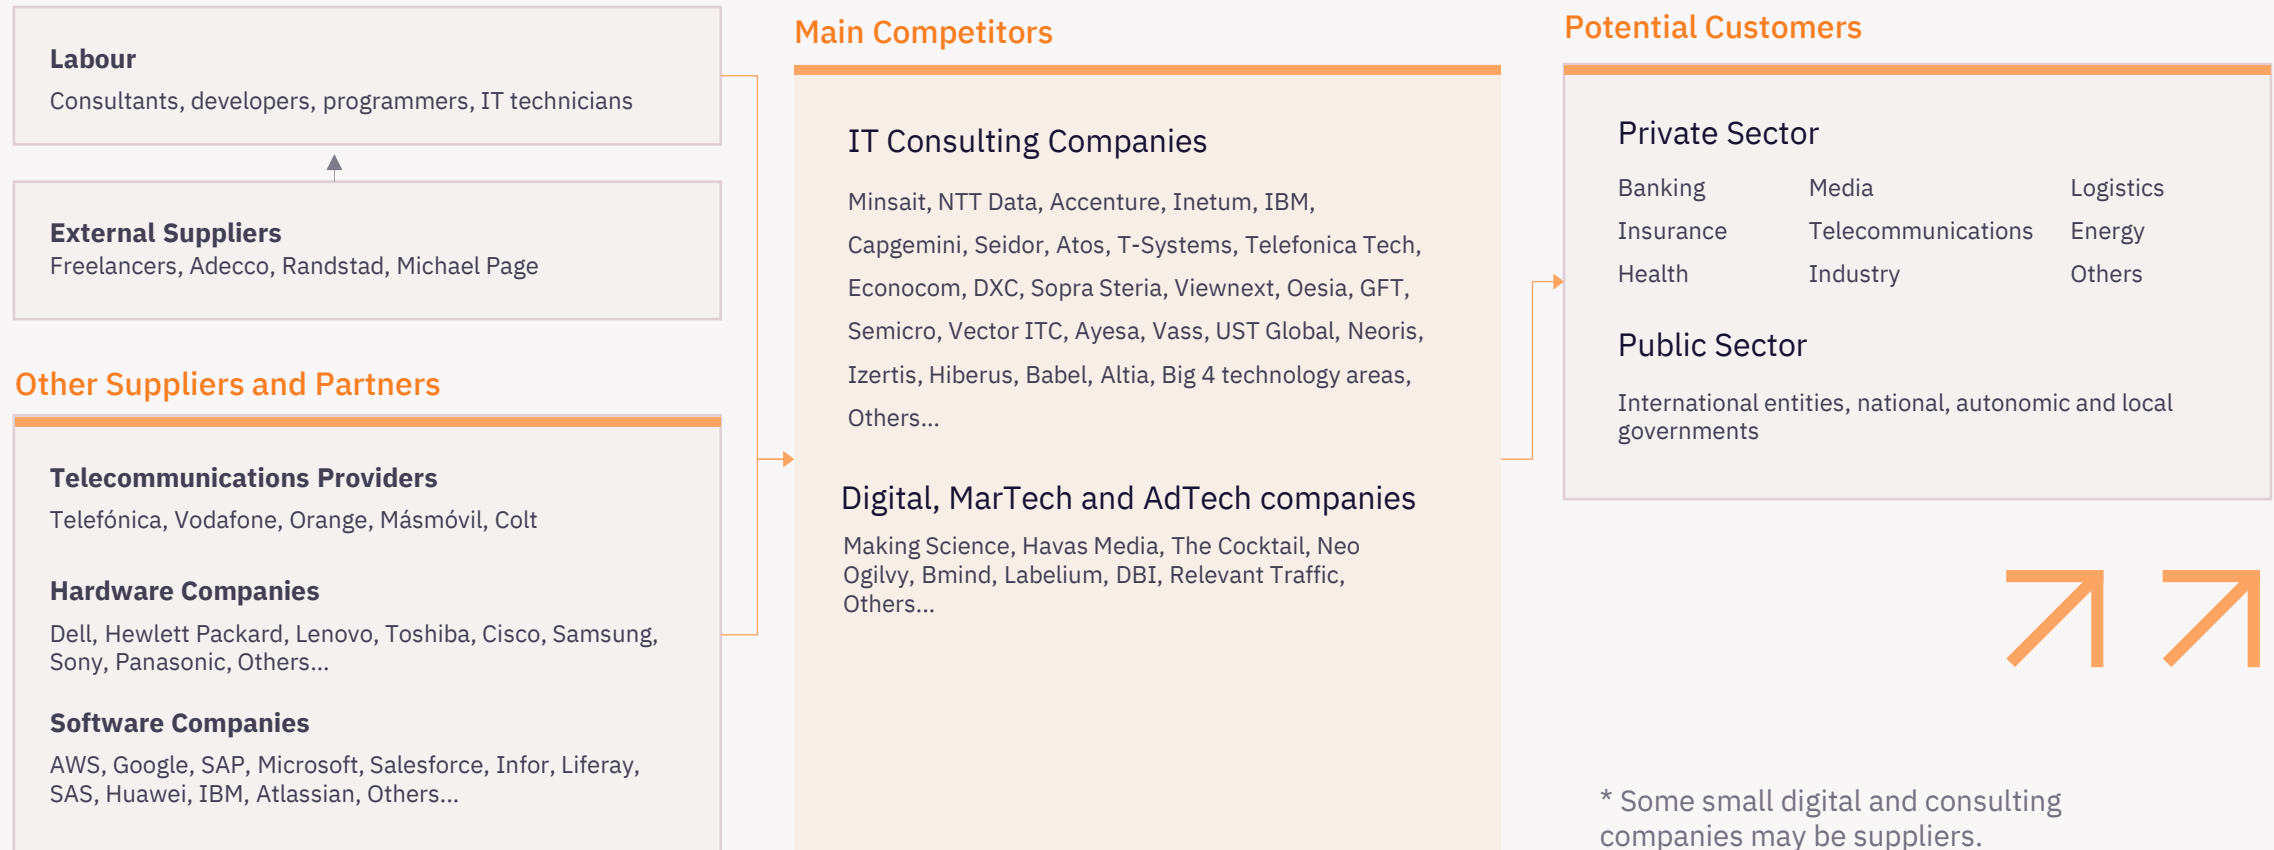 Labour
Consultants, developers, programmers, IT technicians
External Suppliers
Freelancers, Adecco, Randstad, Michael Page
Other Suppliers and Partners
Telecommunications Providers
Telefónica, Vodafone, Orange, Másmóvil, Colt
Hardware Companies
Dell, Hewlett Packard, Lenovo, Toshiba, Cisco, Samsung,
Sony, Panasonic, Others...
Software Companies
AWS, Google, SAP, Microsoft, Salesforce, Infor, Liferay,
SAS, Huawei, IBM, Atlassian, Others...
Main Competitors
IT Consulting Companies
Minsait, NTT Data, Accenture, Inetum, IBM,
Capgemini, Seidor, Atos, T-Systems, Telefonica Tech,
Econocom, DXC, Sopra Steria, Viewnext, Oesia, GFT,
Semicro, Vector ITC, Ayesa, Vass, UST Global, Neoris,
Izertis, Hiberus, Babel, Altia, Big 4 technology areas,
Others...
Digital, MarTech and AdTech companies
Making Science, Havas Media, The Cocktail, Neo
Ogilvy, Bmind, Labelium, DBI, Relevant Traffic,
Others...
Potential Customers
Private Sector
Banking Media Logistics
Insurance Telecommunications Energy
Health Industry Others
Public Sector
International entities, national, autonomic and local
governments
* Some small digital and consulting
companies may be suppliers.